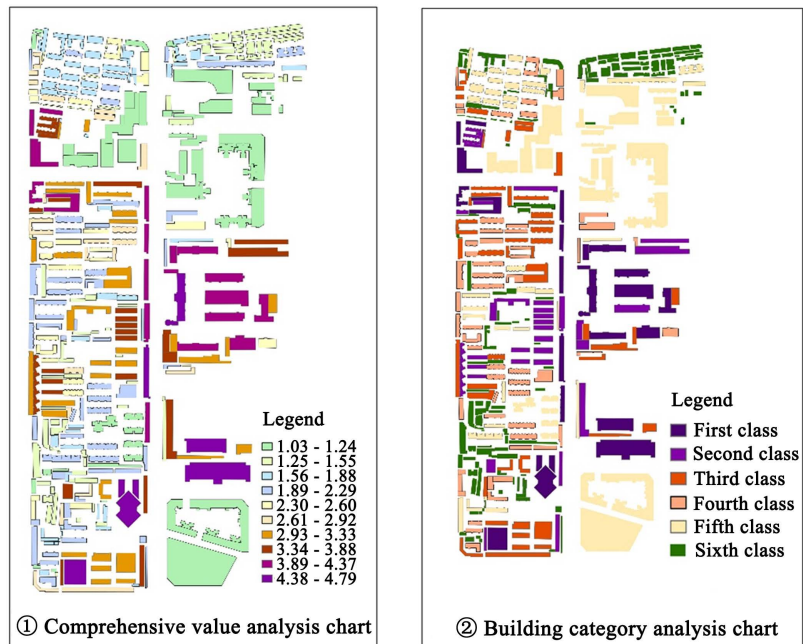 Legend
1.03 - 1.24
1.25 - 1.55
1.56 - 1.88
1.89 - 2.29
2.30 - 2.60
2.61 - 2.92
2.93 - 3.33
3.34 - 3.88
3.89 - 4.37
4.38 - 4.79
① Comprehensive value analysis chart
Legend
First class
Second class
Third class
Fourth class
Fifth class
Sixth class
② Building category analysis chart